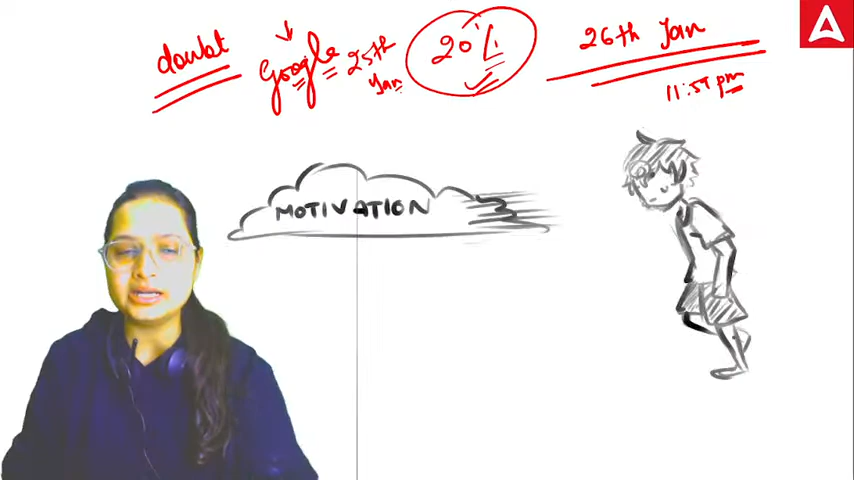 doubt
Google
25th
Jan
20%
26th Jan
11:59 pm
MOTIVATION